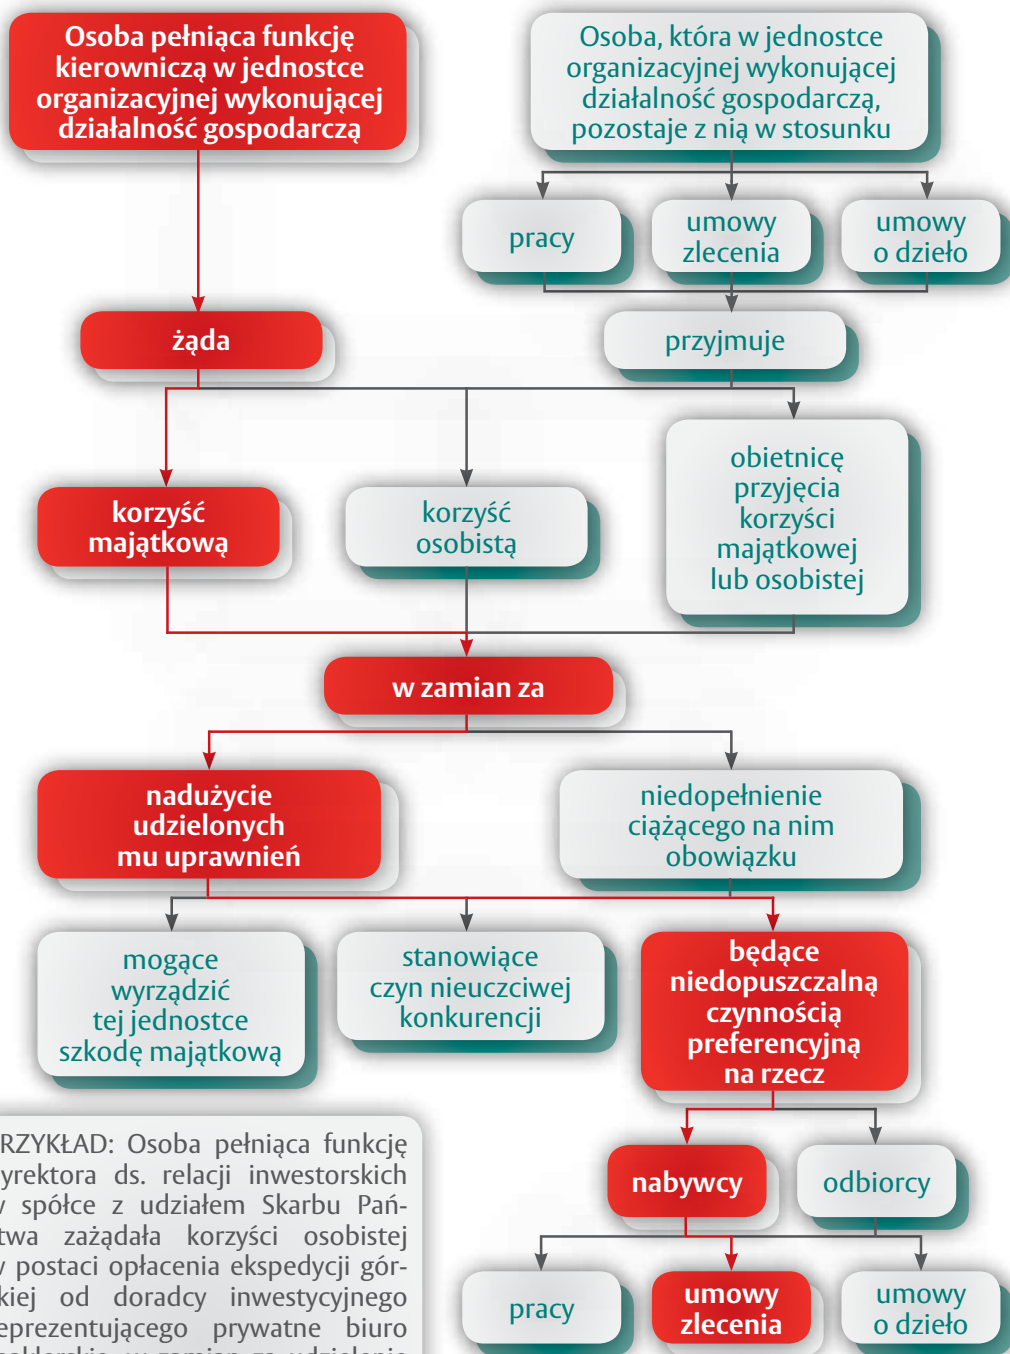 Osoba pełniąca funkcję
kierowniczą w jednostce
organizacyjnej wykonującej
działalność gospodarczą
Osoba, która w jednostce
organizacyjnej wykonującej
działalność gospodarczą,
pozostaje z nią w stosunku
pracy
umowy
zlecenia
umowy
o dzieło
żąda
przyjmuje
korzyść
majątkową
korzyść
osobistą
obietnicę
przyjęcia
korzyści
majątkowej
lub osobistej
w zamian za
nadużycie
udzielonych
mu uprawnień
niedopełnienie
ciążącego na nim
obowiązku
mogące
wyrządzić
tej jednostce
szkodę majątkową
stanowiące
czyn nieuczciwej
konkurencji
będące
niedopuszczalną
czynnością
preferencyjną
na rzecz
nabywcy
odbiorcy
pracy
umowy
zlecenia
umowy
o dzieło
RZYKŁAD: Osoba pełniąca funkcję
yrektora ds. relacji inwestorskich
w spółce z udziałem Skarbu Pań-
twa zażądała korzyści osobistej
w postaci opłacenia ekspedycji gór-
kiej od doradcy inwestycyjnego
eprezentującego prywatne biuro
maklerskie w zamian za udzielenie